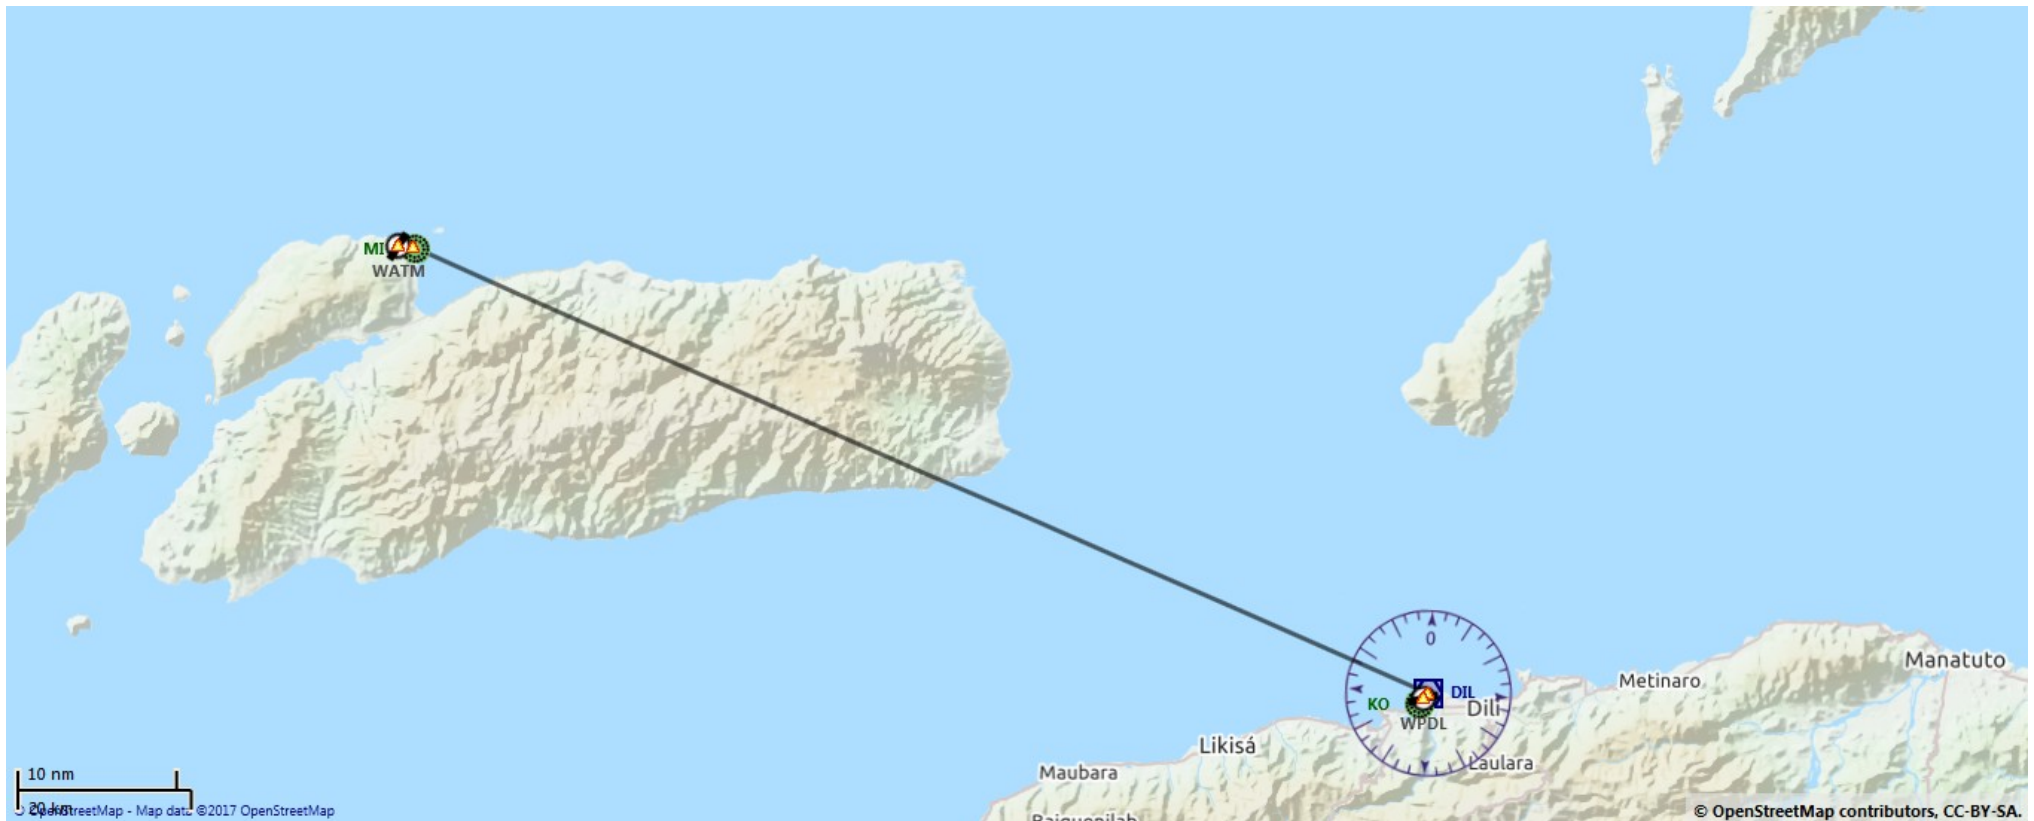 MI
WATM
0
DIL
KO
Dili
WPDL
Metinaro
Manatuto
Likisá
Laulara
Maubara
10 nm
20 km
OpenStreetMap - Map data ©2017 OpenStreetMap
© OpenStreetMap contributors, CC-BY-SA.